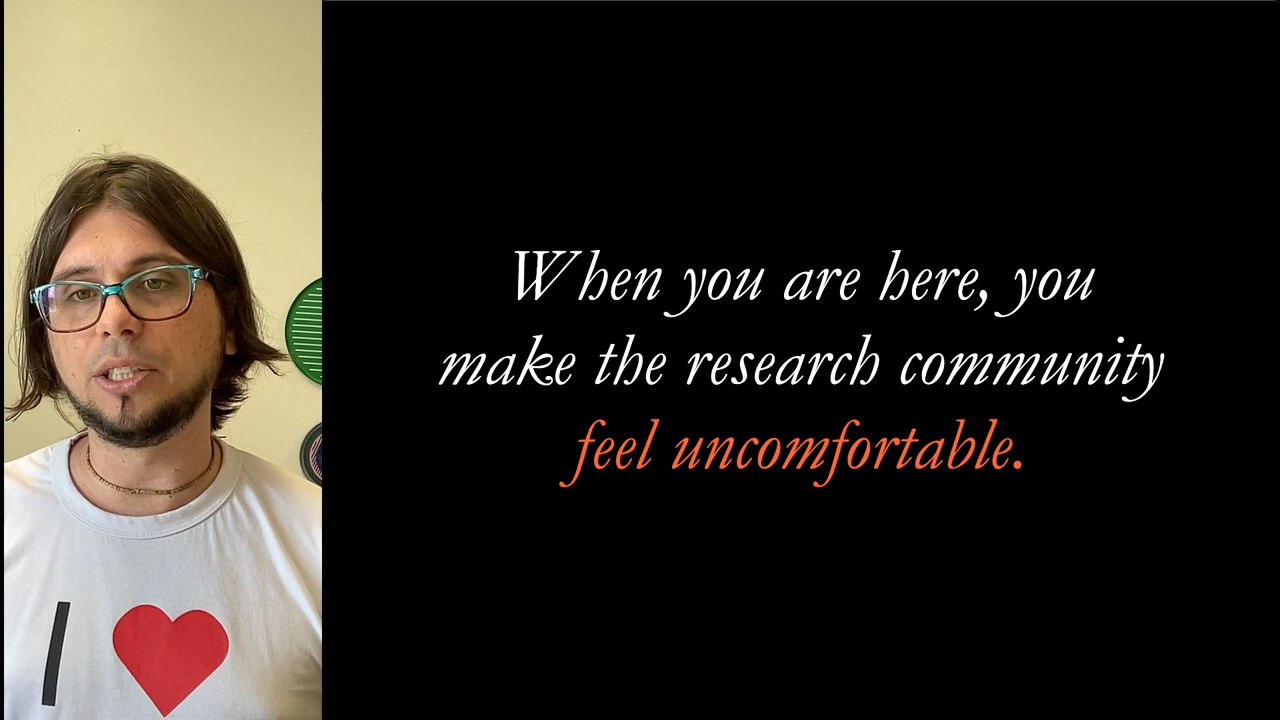 When you are here, you
make the research community
feel uncomfortable.
I